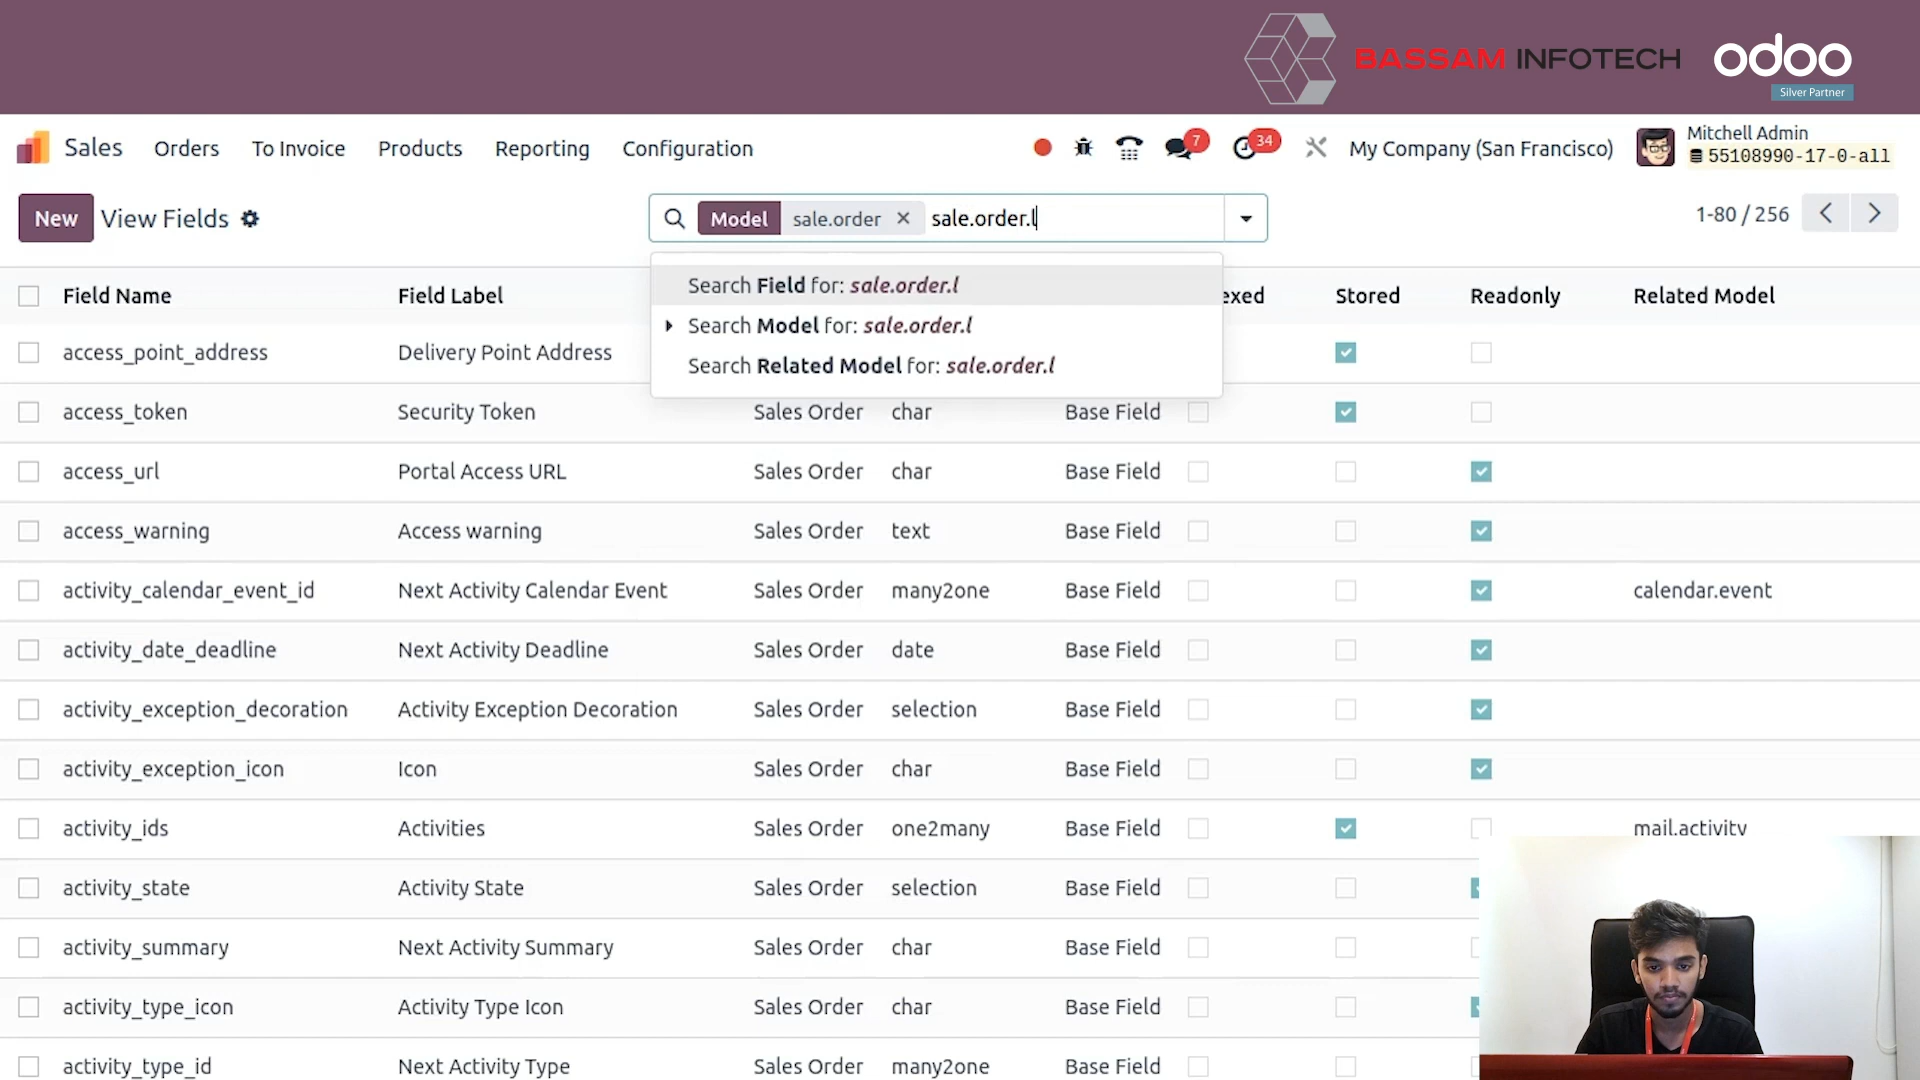 BASSAM INFOTECH odoo
Silver Partner
Sales Orders To Invoice Products Reporting Configuration 7 34 My Company (San Francisco) Mitchell Admin
55108990-17-0-all
New View Fields Model sale.order sale.order.l 1-80 / 256
Search Field for: sale.order.l
Search Model for: sale.order.l
Search Related Model for: sale.order.l
Field Name Field Label exed Stored Readonly Related Model
access_point_address Delivery Point Address
access_token Security Token Sales Order char Base Field
access_url Portal Access URL Sales Order char Base Field
access_warning Access warning Sales Order text Base Field
activity_calendar_event_id Next Activity Calendar Event Sales Order many2one Base Field calendar.event
activity_date_deadline Next Activity Deadline Sales Order date Base Field
activity_exception_decoration Activity Exception Decoration Sales Order selection Base Field
activity_exception_icon Icon Sales Order char Base Field
activity_ids Activities Sales Order one2many Base Field mail.activity
activity_state Activity State Sales Order selection Base Field
activity_summary Next Activity Summary Sales Order char Base Field
activity_type_icon Activity Type Icon Sales Order char Base Field
activity_type_id Next Activity Type Sales Order many2one Base Field